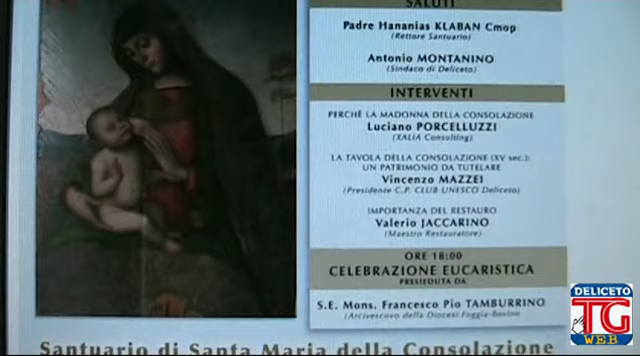 SALUTI
Padre Hananias KLABAN Cmop
(Rettore Santuario)
Antonio MONTANINO
(Sindaco di Deliceto)
INTERVENTI
PERCHÈ LA MADONNA DELLA CONSOLAZIONE
Luciano PORCELLUZZI
(XALIA Consulting)
LA TAVOLA DELLA CONSOLAZIONE (XV sec.):
UN PATRIMONIO DA TUTELARE
Vincenzo MAZZEI
(Presidente C.P. CLUB UNESCO Deliceto)
IMPORTANZA DEL RESTAURO
Valerio JACCARINO
(Maestro Restauratore)
ORE 18:00
CELEBRAZIONE EUCARISTICA
PRESIEDUTA DA
S.E. Mons. Francesco Pio TAMBURRINO
(Arcivescovo della Diocesi Foggia-Bovino
Santuario di Santa Maria della Consolazione
DELICETO
TG
WEB